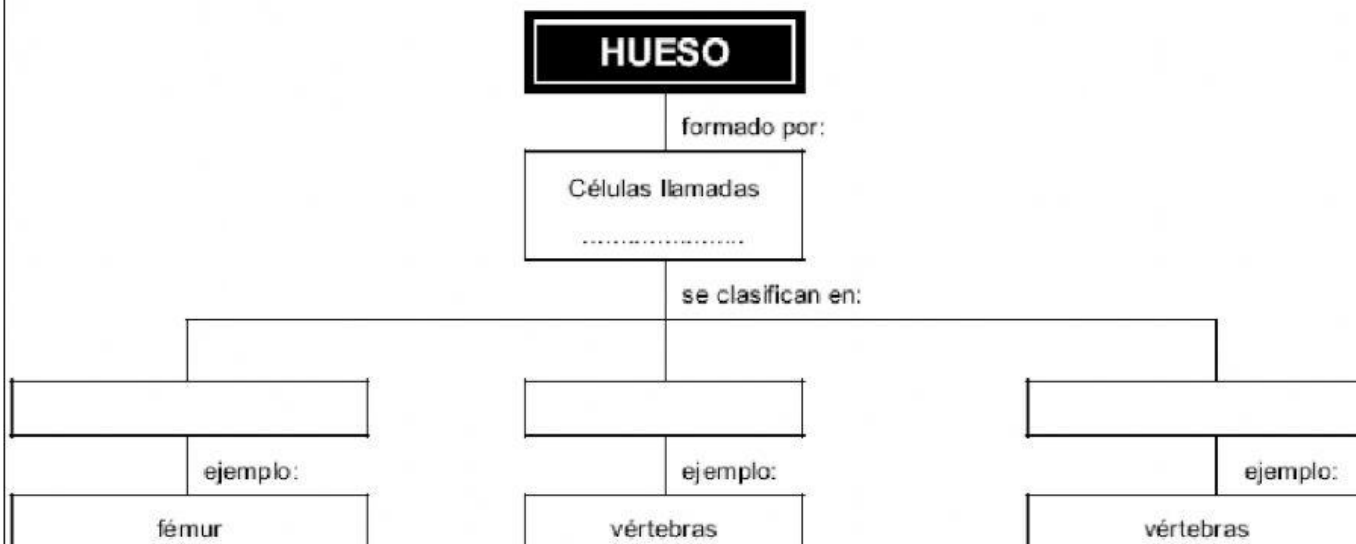 HUESO
formado por:
Células llamadas
........................
se clasifican en:
ejemplo: ejemplo: ejemplo:
fémur vértebras vértebras